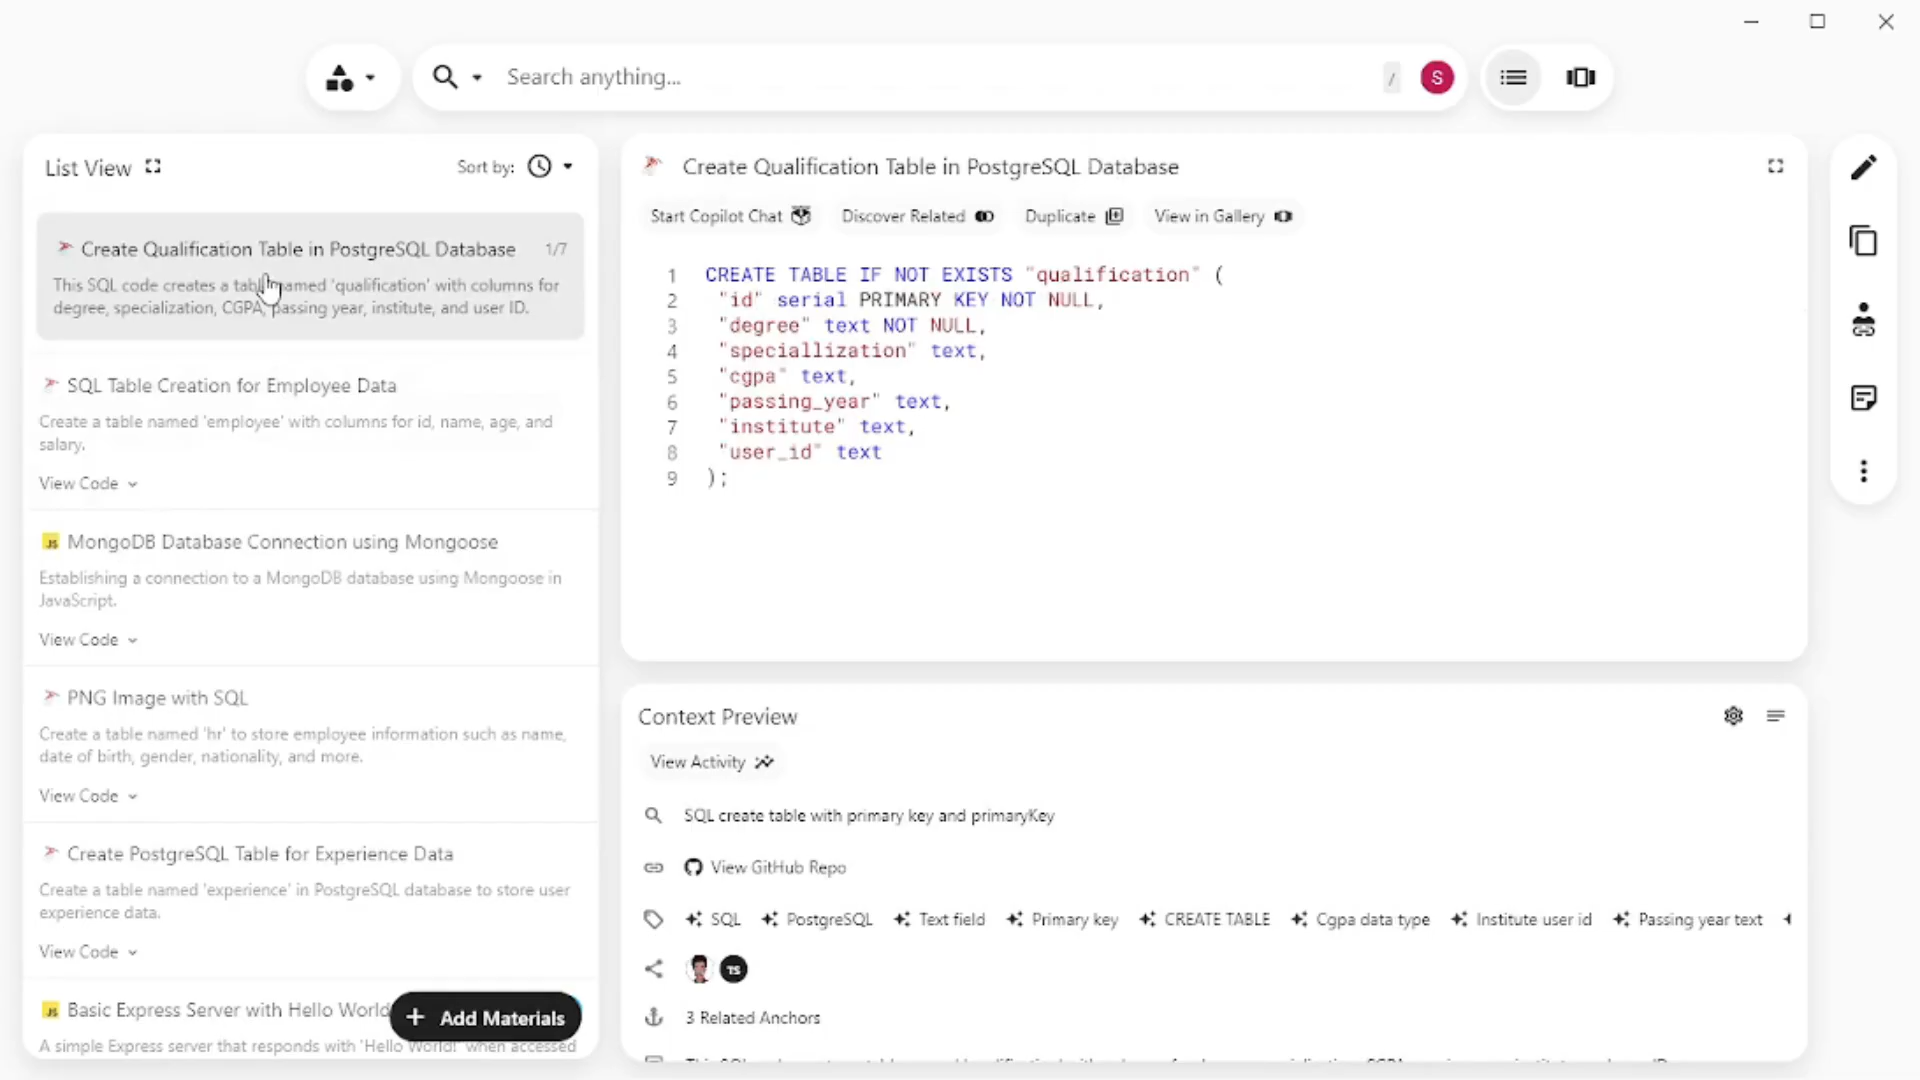 Search anything...
/
S
List View
Sort by:
Create Qualification Table in PostgreSQL Database 1/7
This SQL code creates a table named 'qualification' with columns for
degree, specialization, CGPA, passing year, institute, and user ID.
SQL Table Creation for Employee Data
Create a table named 'employee' with columns for id, name, age, and
salary.
View Code
JS MongoDB Database Connection using Mongoose
Establishing a connection to a MongoDB database using Mongoose in
JavaScript.
View Code
PNG Image with SQL
Create a table named 'hr' to store employee information such as name,
date of birth, gender, nationality, and more.
View Code
Create PostgreSQL Table for Experience Data
Create a table named 'experience' in PostgreSQL database to store user
experience data.
View Code
JS Basic Express Server with Hello World
A simple Express server that responds with 'Hello World!' when accessed
+ Add Materials
Create Qualification Table in PostgreSQL Database
Start Copilot Chat
Discover Related
Duplicate
View in Gallery
1 CREATE TABLE IF NOT EXISTS "qualification" (
2 "id" serial PRIMARY KEY NOT NULL,
3 "degree" text NOT NULL,
4 "speciallization" text,
5 "cgpa" text,
6 "passing_year" text,
7 "institute" text,
8 "user_id" text
9 );
Context Preview
View Activity
SQL create table with primary key and primaryKey
View GitHub Repo
SQL PostgreSQL Text field Primary key CREATE TABLE Cgpa data type Institute user id Passing year text
TS
3 Related Anchors